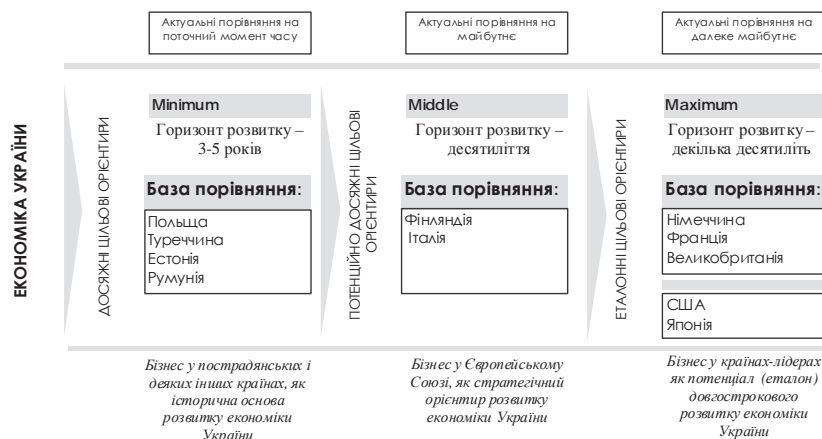 Актуальні порівняння на
поточний момент часу
Актуальні порівняння на
майбутнє
Актуальні порівняння на
далеке майбутнє
ЕКОНОМІКА УКРАЇНИ
ДОСЯЖНІ ЦІЛЬОВІ ОРІЄНТИРИ
Minimum
Горизонт розвитку –
3-5 років
База порівняння:
Польща
Туреччина
Естонія
Румунія
ПОТЕНЦІЙНО ДОСЯЖНІ ЦІЛЬОВІ
ОРІЄНТИРИ
Middle
Горизонт розвитку –
десятиліття
База порівняння:
Фінляндія
Італія
ЕТАЛОННІ ЦІЛЬОВІ ОРІЄНТИРИ
Maximum
Горизонт розвитку –
декілька десятиліть
База порівняння:
Німеччина
Франція
Великобританія
США
Японія
Бізнес у пострадянських і
деяких інших країнах, як
історична основа
розвитку економіки
України
Бізнес у Європейському
Союзі, як стратегічний
орієнтир розвитку
економіки України
Бізнес у країнах-лідерах
як потенціал (еталон)
довгострокового
розвитку економіки
України